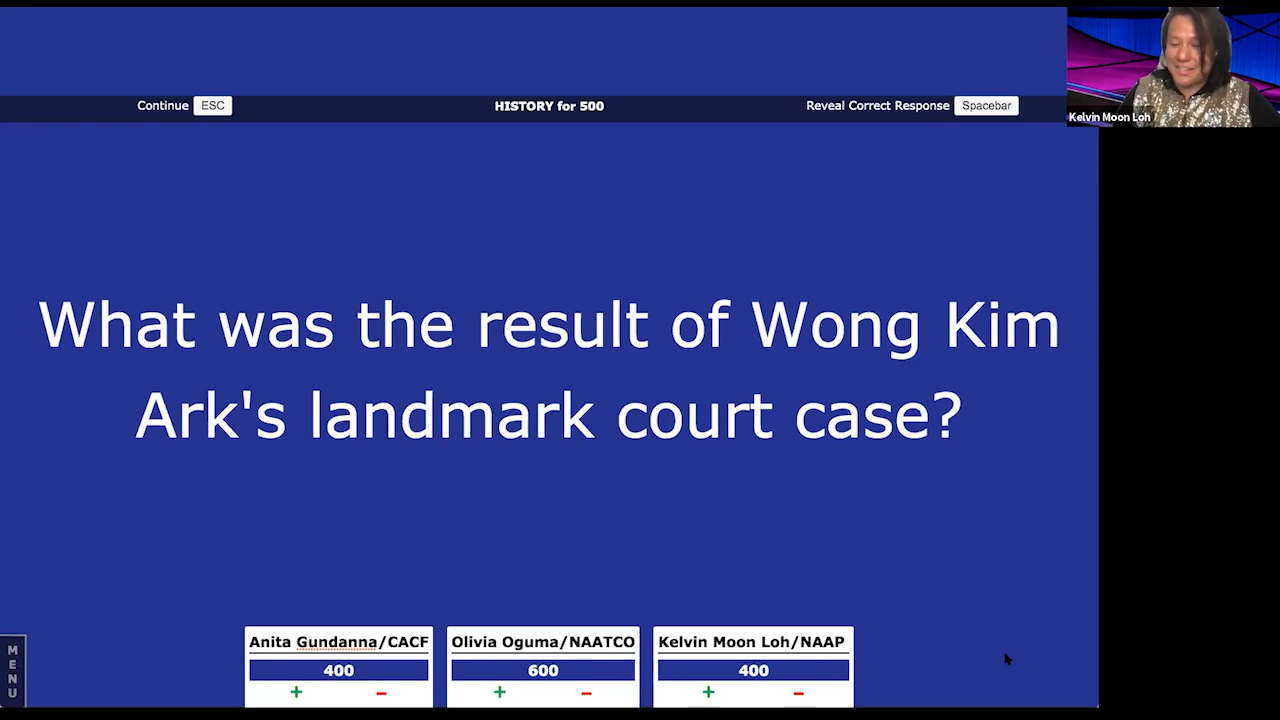 Continue ESC HISTORY for 500 Reveal Correct Response Spacebar
Kelvin Moon Loh
What was the result of Wong Kim
Ark's landmark court case?
MENU
Anita Gundanna/CACF Olivia Oguma/NAATCO Kelvin Moon Loh/NAAP
400 600 400
+ − + − + −